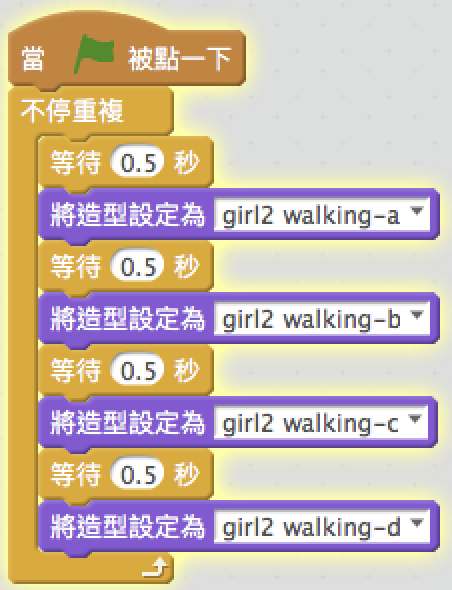 當 被點一下
不停重複
等待 0.5 秒
將造型設定為 girl2 walking-a
等待 0.5 秒
將造型設定為 girl2 walking-b
等待 0.5 秒
將造型設定為 girl2 walking-c
等待 0.5 秒
將造型設定為 girl2 walking-d